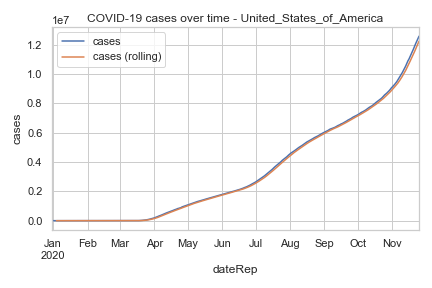 COVID-19 cases over time - United_States_of_America
1e7
cases
cases (rolling)
1.2
1.0
0.8
0.6
0.4
0.2
0.0
cases
Jan Feb Mar Apr May Jun Jul Aug Sep Oct Nov
2020
dateRep